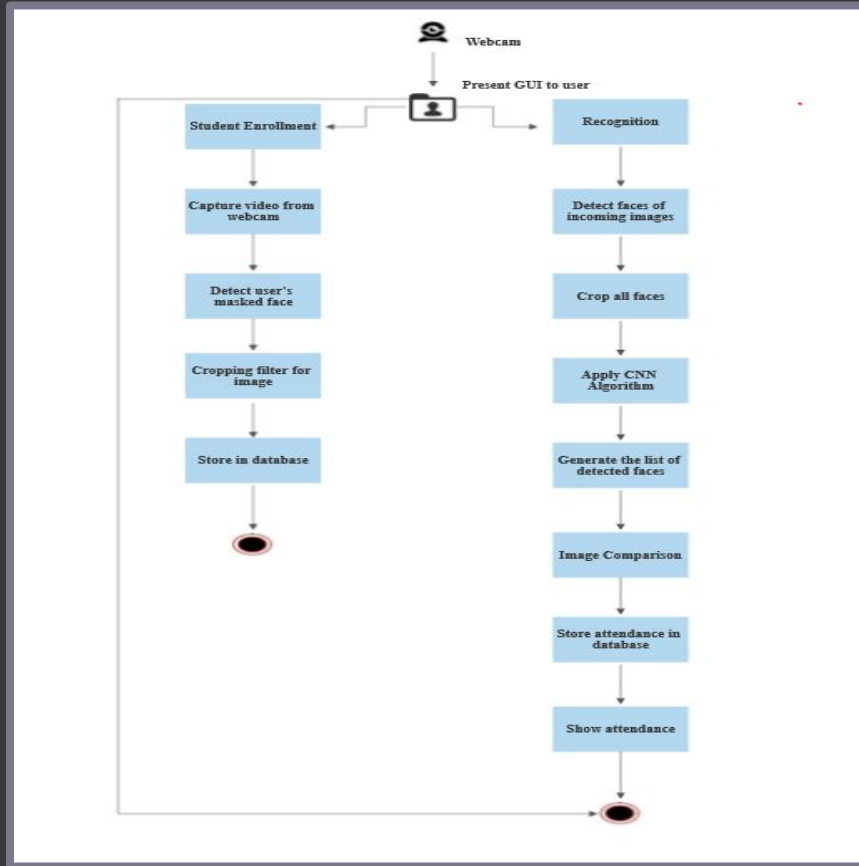 Webcam
Present GUI to user
Student Enrollment
Capture video from
webcam
Detect user's
masked face
Cropping filter for
image
Store in database
Recognition
Detect faces of
incoming images
Crop all faces
Apply CNN
Algorithm
Generate the list of
detected faces
Image Comparison
Store attendance in
database
Show attendance